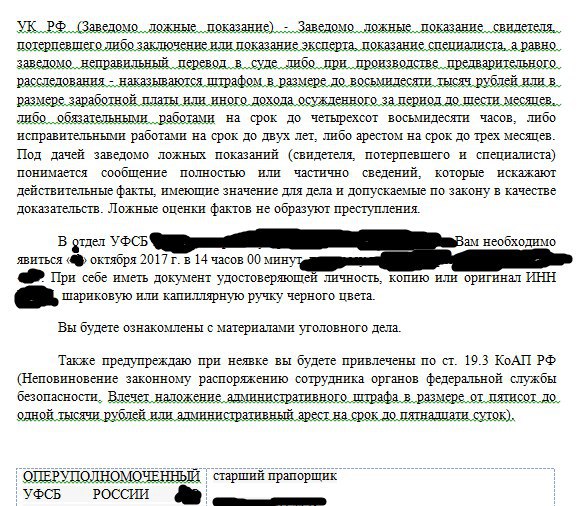 УК РФ (Заведомо ложные показание) - Заведомо ложные показание свидетеля,
потерпевшего либо заключение или показание эксперта, показание специалиста, а равно
заведомо неправильный перевод в суде либо при производстве предварительного
расследования - наказываются штрафом в размере до восьмидесяти тысяч рублей или в
размере заработной платы или иного дохода осужденного за период до шести месяцев,
либо обязательными работами на срок до четырехсот восьмидесяти часов, либо
исправительными работами на срок до двух лет, либо арестом на срок до трех месяцев.
Под дачей заведомо ложных показаний (свидетеля, потерпевшего и специалиста)
понимается сообщение полностью или частично сведений, которые искажают
действительные факты, имеющие значение для дела и допускаемые по закону в качестве
доказательств. Ложные оценки фактов не образуют преступления.
В отдел УФСБ Вам необходимо
явиться « » октября 2017 г. в 14 часов 00 минут
. При себе иметь документ удостоверяющей личность, копию или оригинал ИНН
, шариковую или капиллярную ручку черного цвета.
Вы будете ознакомлены с материалами уголовного дела.
Также предупреждаю при неявке вы будете привлечены по ст. 19.3 КоАП РФ
(Неповиновение законному распоряжению сотрудника органов федеральной службы
безопасности, Влечет наложение административного штрафа в размере от пятисот до
одной тысячи рублей или административный арест на срок до пятнадцати суток).
ОПЕРУПОЛНОМОЧЕННЫЙ старший прапорщик
УФСБ РОССИИ